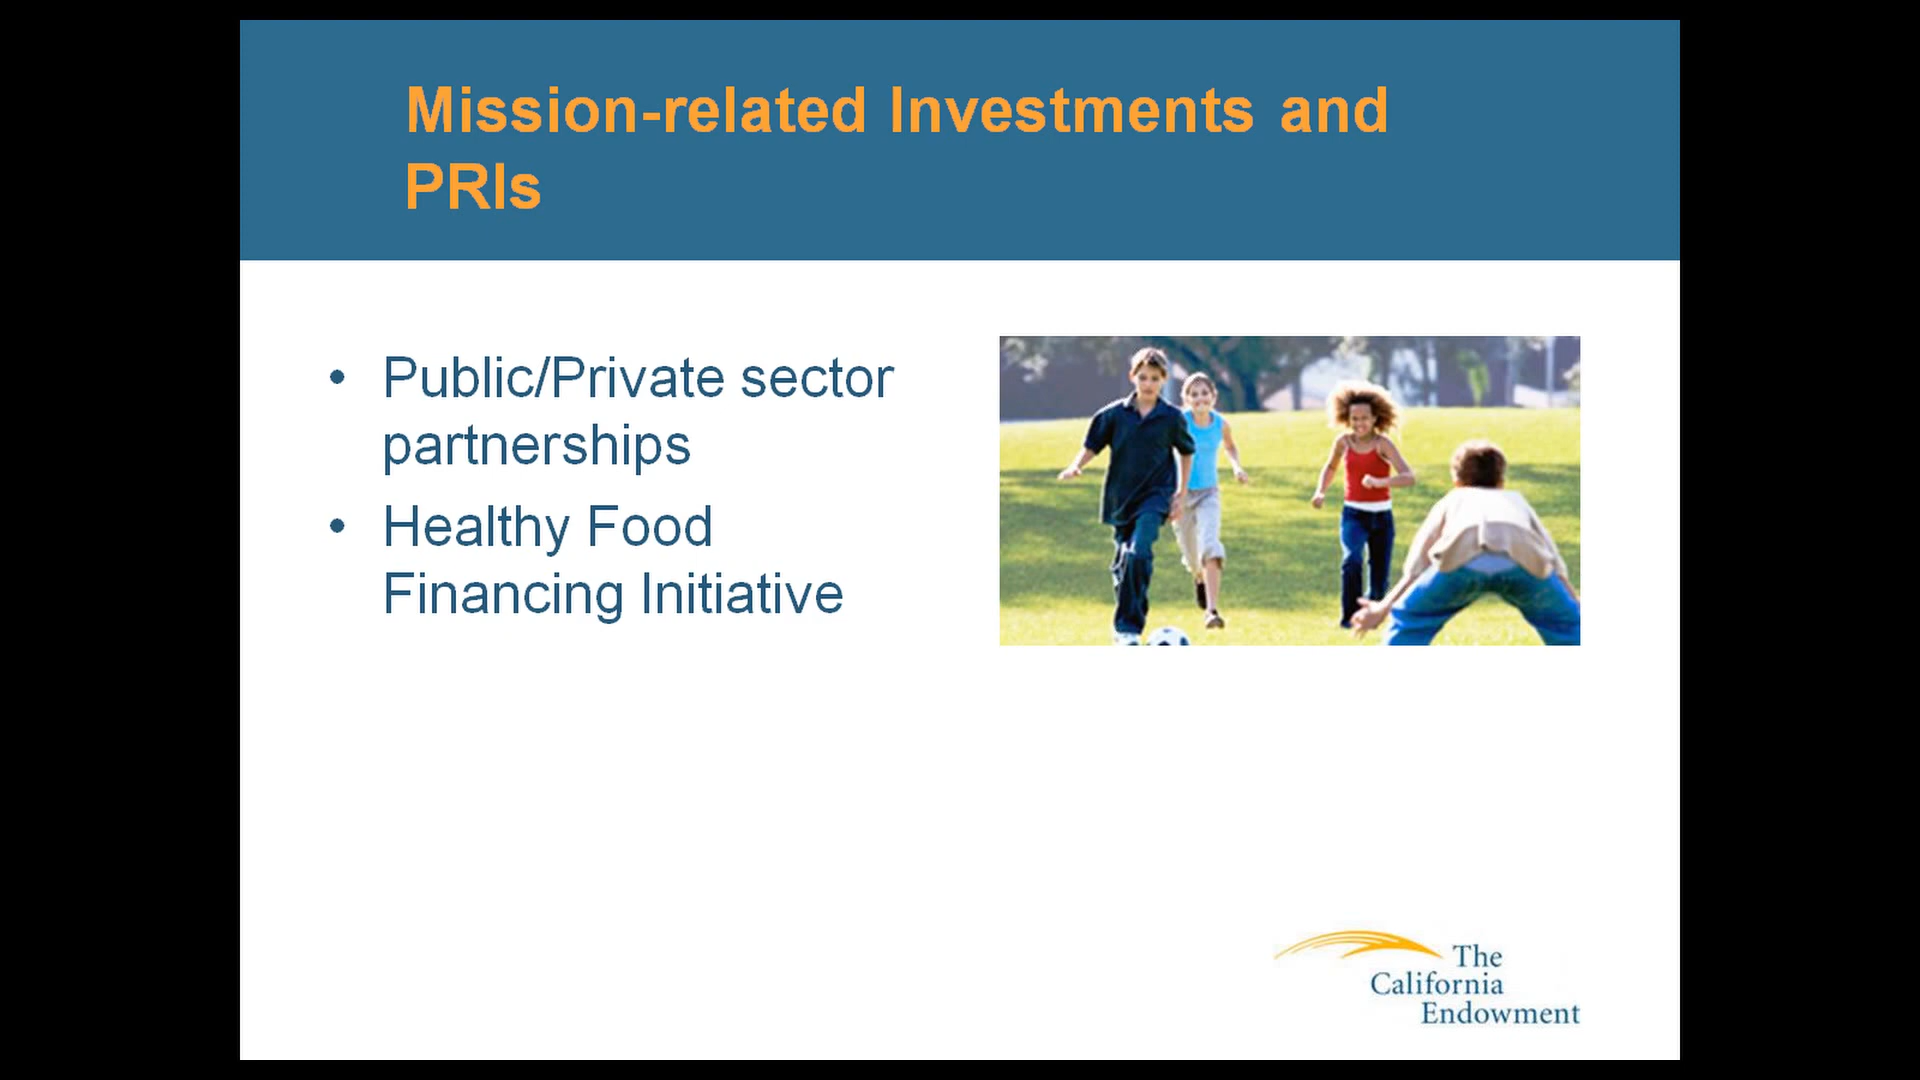 Mission-related Investments and
PRIs
• Public/Private sector
partnerships
• Healthy Food
Financing Initiative
The
California
Endowment